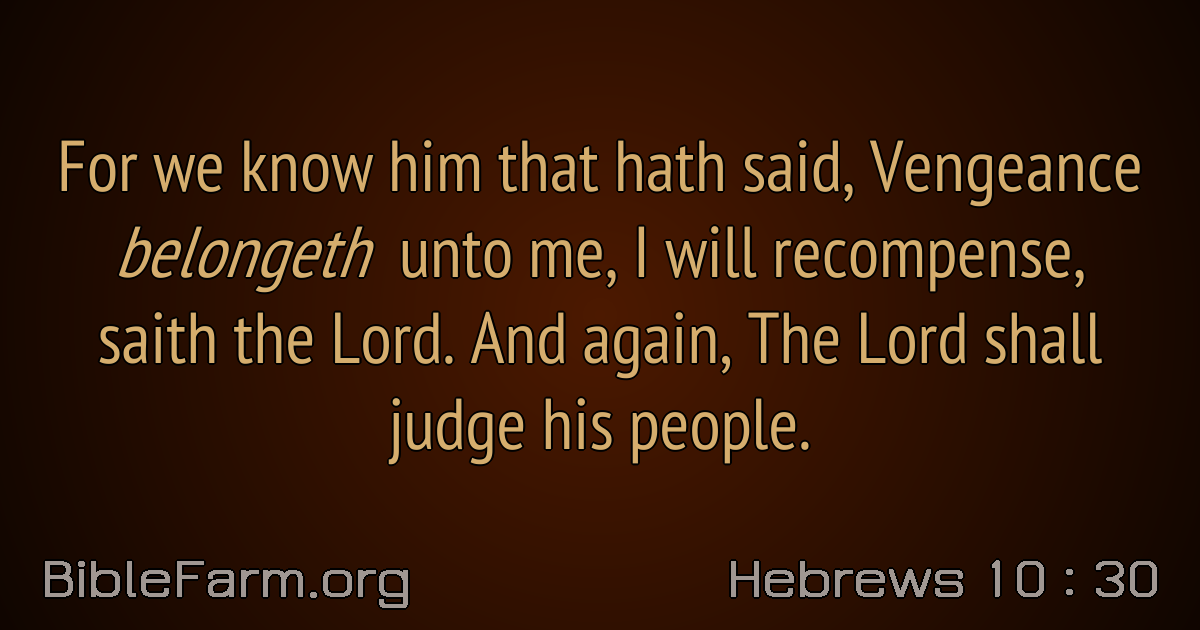 For we know him that hath said, Vengeance
belongeth unto me, I will recompense,
saith the Lord. And again, The Lord shall
judge his people.
BibleFarm.org
Hebrews 10 : 30